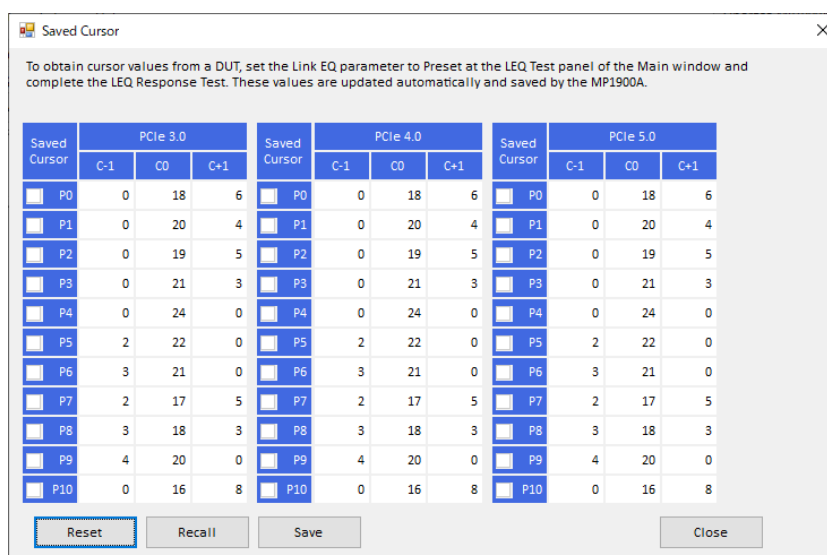 Saved Cursor
To obtain cursor values from a DUT, set the Link EQ parameter to Preset at the LEQ Test panel of the Main window and
complete the LEQ Response Test. These values are updated automatically and saved by the MP1900A.
Saved Cursor PCIe 3.0 Saved Cursor PCIe 4.0 Saved Cursor PCIe 5.0
C-1 C0 C+1 C-1 C0 C+1 C-1 C0 C+1
P0 0 18 6 P0 0 18 6 P0 0 18 6
P1 0 20 4 P1 0 20 4 P1 0 20 4
P2 0 19 5 P2 0 19 5 P2 0 19 5
P3 0 21 3 P3 0 21 3 P3 0 21 3
P4 0 24 0 P4 0 24 0 P4 0 24 0
P5 2 22 0 P5 2 22 0 P5 2 22 0
P6 3 21 0 P6 3 21 0 P6 3 21 0
P7 2 17 5 P7 2 17 5 P7 2 17 5
P8 3 18 3 P8 3 18 3 P8 3 18 3
P9 4 20 0 P9 4 20 0 P9 4 20 0
P10 0 16 8 P10 0 16 8 P10 0 16 8
Reset Recall Save Close